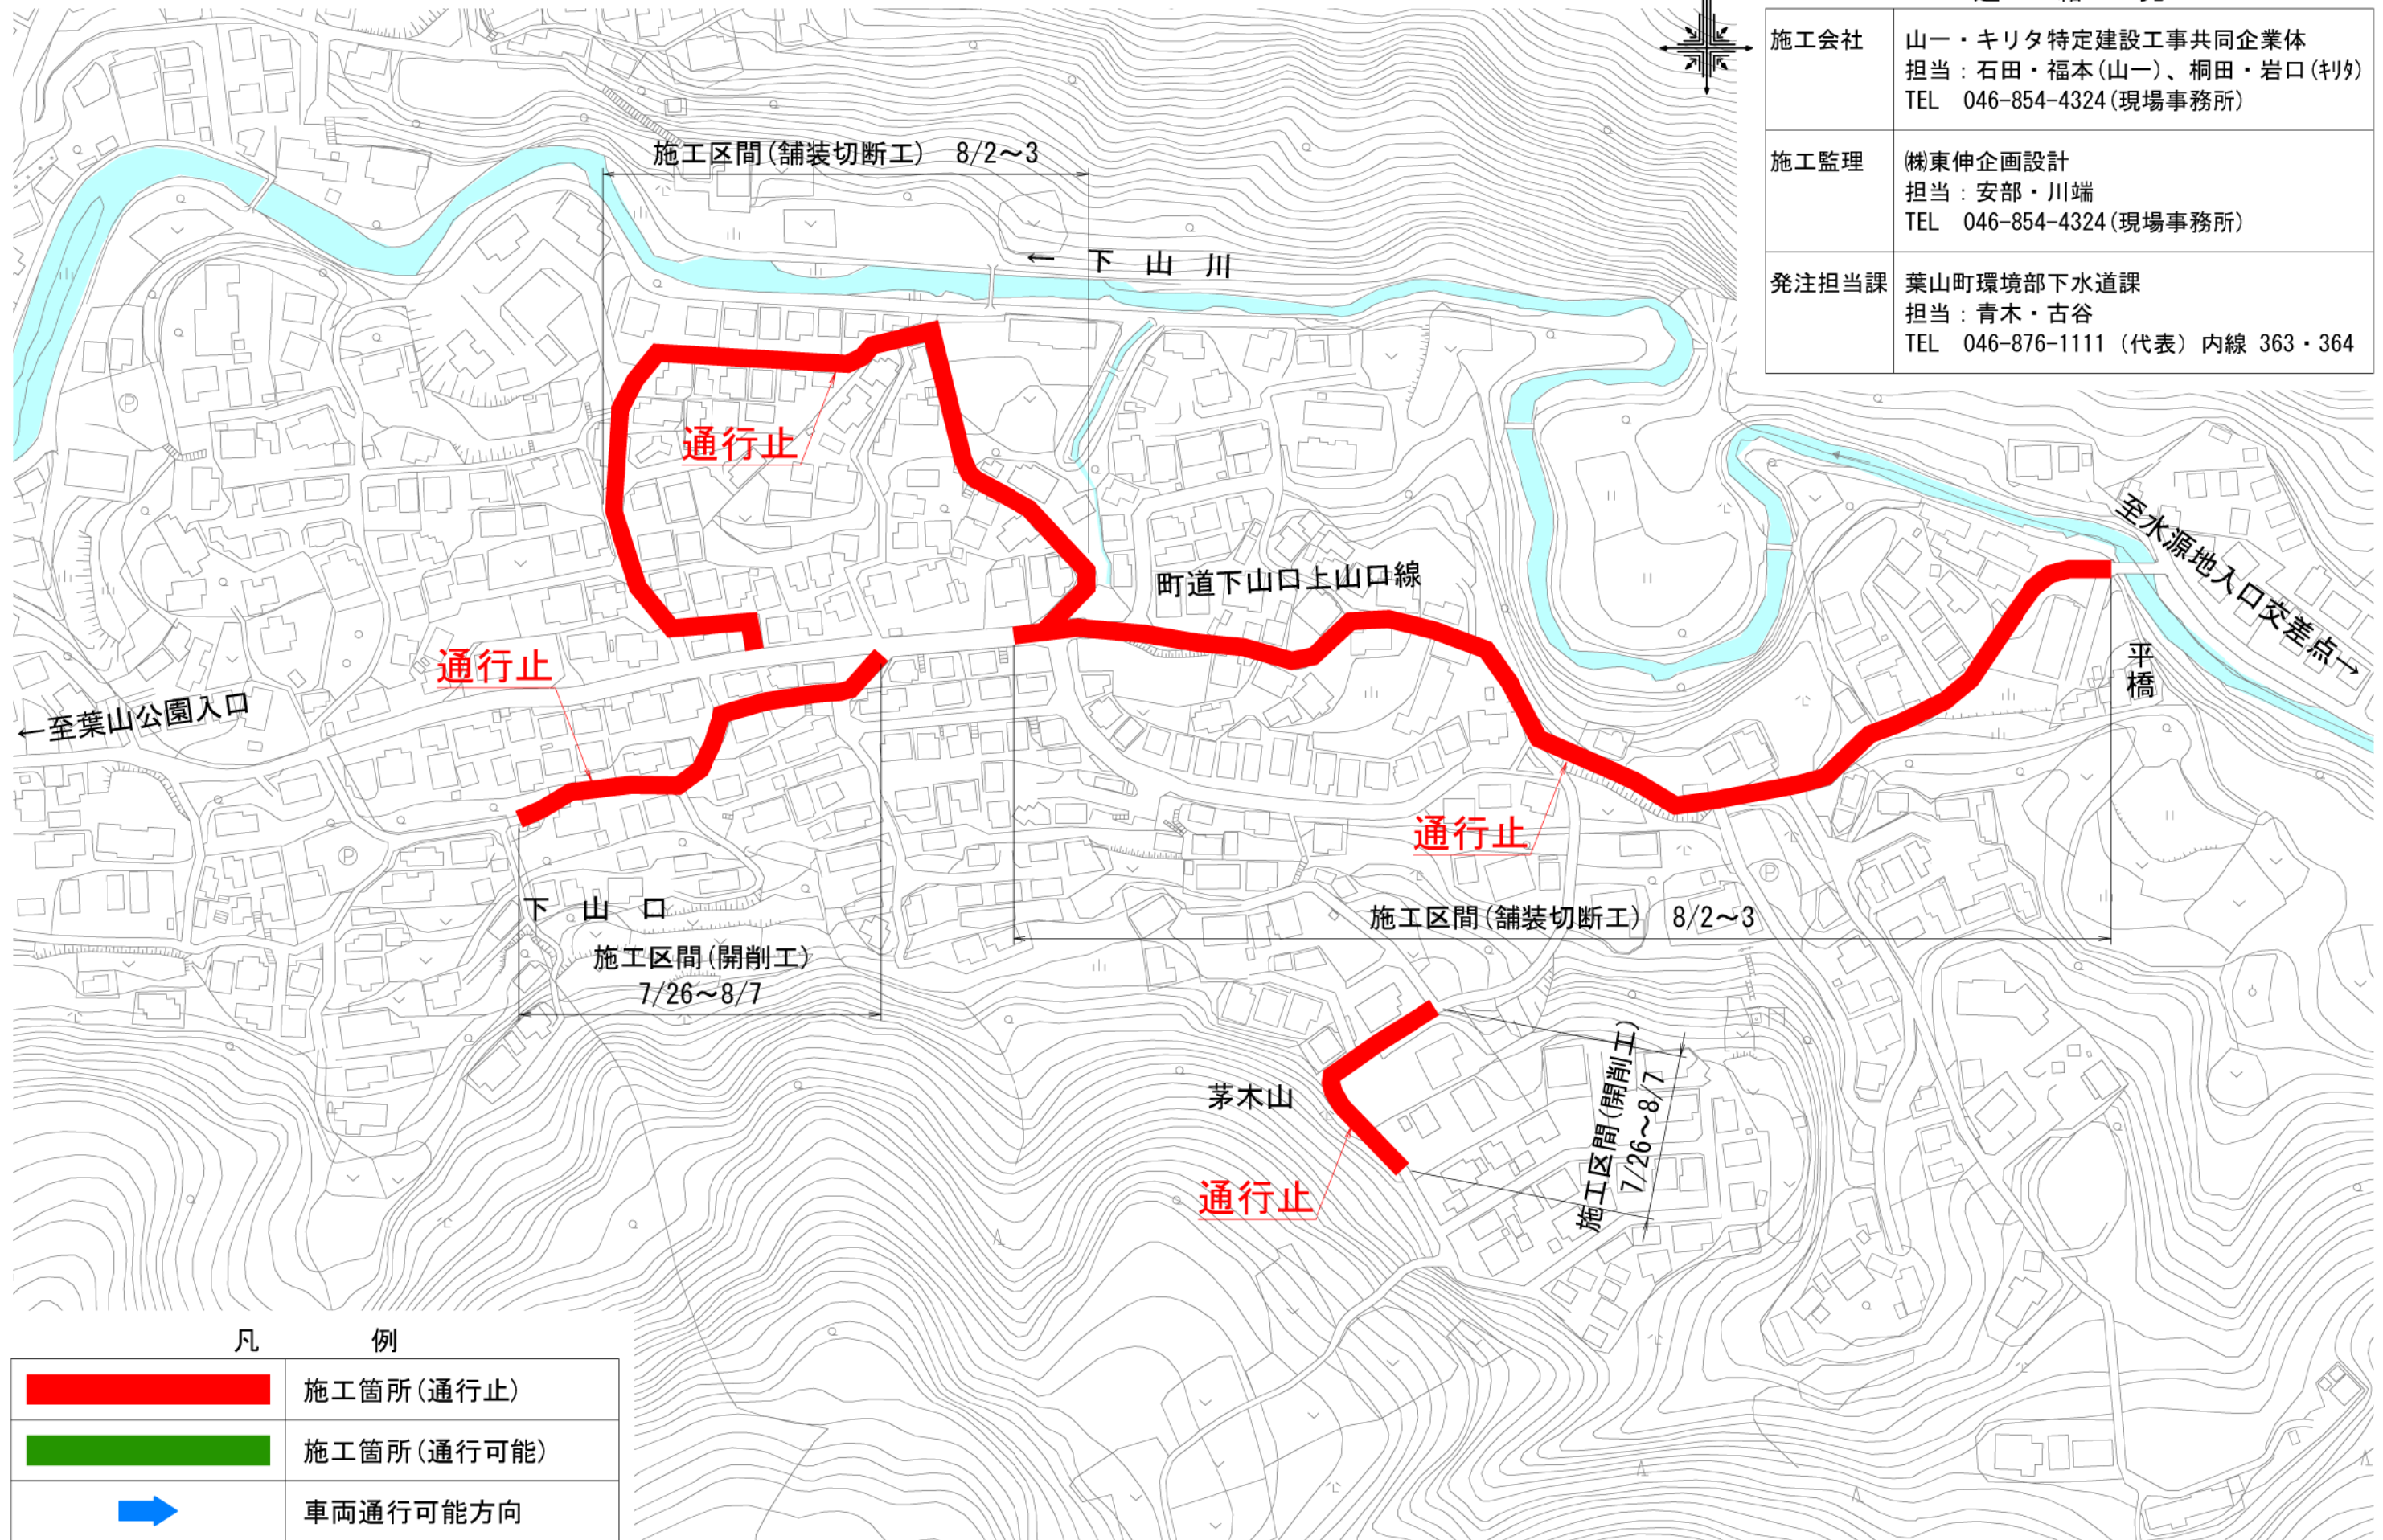 施工会社
山一・キリタ特定建設工事共同企業体
担当：石田・福本(山一)、桐田・岩口(ｷﾘﾀ)
TEL　046-854-4324(現場事務所)
施工監理
㈱東伸企画設計
担当：安部・川端
TEL　046-854-4324(現場事務所)
発注担当課
葉山町環境部下水道課
担当：青木・古谷
TEL　046-876-1111（代表）内線 363・364
施工区間(舗装切断工)　8/2～3
←　下　山　川
通行止
町道下山口上山口線
至水源地入口交差点→
平橋
通行止
←至葉山公園入口
通行止
下　山　口
施工区間(開削工)
7/26～8/7
施工区間(舗装切断工)　8/2～3
茅木山
施工区間(開削工)
7/26～8/7
通行止
凡　　　例
施工箇所(通行止)
施工箇所(通行可能)
車両通行可能方向
P
P
P